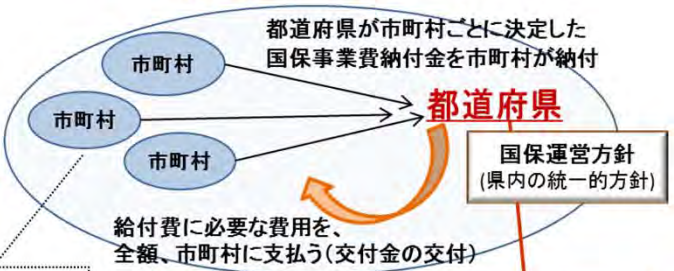 都道府県が市町村ごとに決定した
国保事業費納付金を市町村が納付
市町村
市町村
市町村
都道府県
国保運営方針
(県内の統一的方針)
給付費に必要な費用を、
全額、市町村に支払う(交付金の交付)